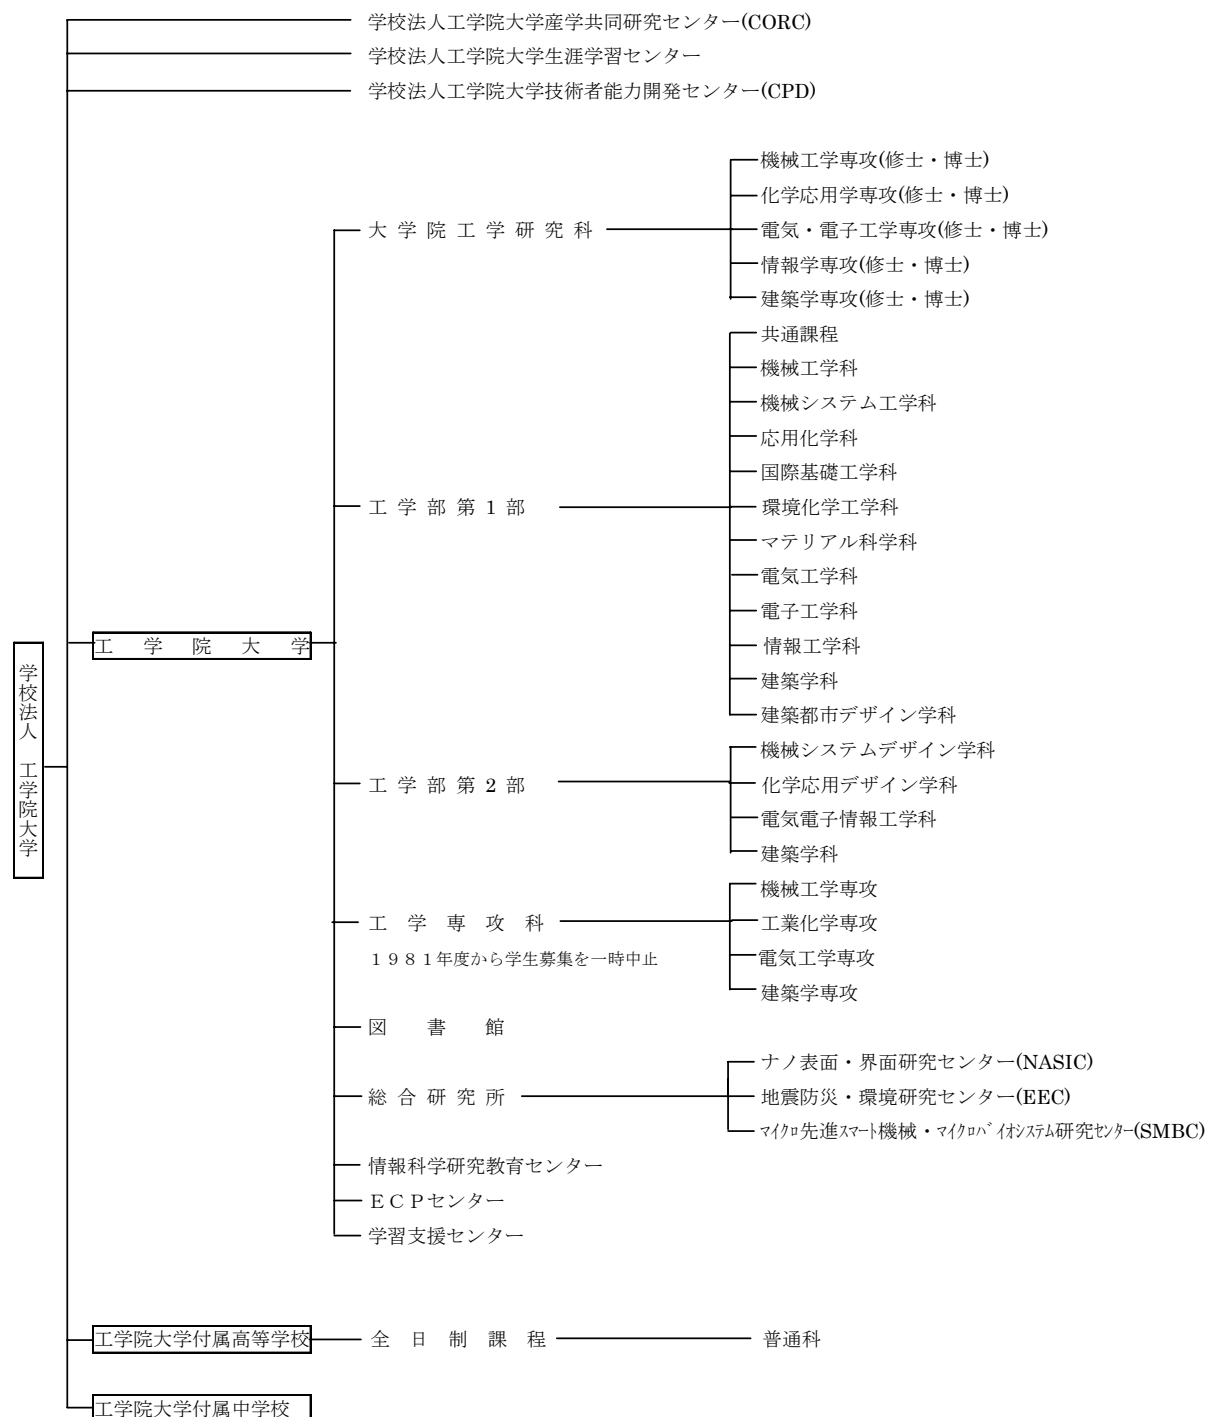 学校法人工学院大学産学共同研究センター(CORC)
学校法人工学院大学生涯学習センター
学校法人工学院大学技術者能力開発センター(CPD)
機械工学専攻(修士・博士)
化学応用学専攻(修士・博士)
大学院工学研究科
電気・電子工学専攻(修士・博士)
情報学専攻(修士・博士)
建築学専攻(修士・博士)
共通課程
機械工学科
機械システム工学科
応用化学科
国際基礎工学科
工学部第1部
環境化学工学科
マテリアル科学科
電気工学科
電子工学科
情報工学科
工学院大学
建築学科
建築都市デザイン学科
学校法人 工学院大学
機械システムデザイン学科
工学部第2部
化学応用デザイン学科
電気電子情報工学科
建築学科
機械工学専攻
工学専攻科
工業化学専攻
1981年度から学生募集を一時中止
電気工学専攻
建築学専攻
図書館
ナノ表面・界面研究センター(NASIC)
総合研究所
地震防災・環境研究センター(EEC)
マイクロ先進スマート機械・マイクロバイオシステム研究センター(SMBC)
情報科学研究教育センター
ECPセンター
学習支援センター
工学院大学付属高等学校
全日制課程
普通科
工学院大学付属中学校